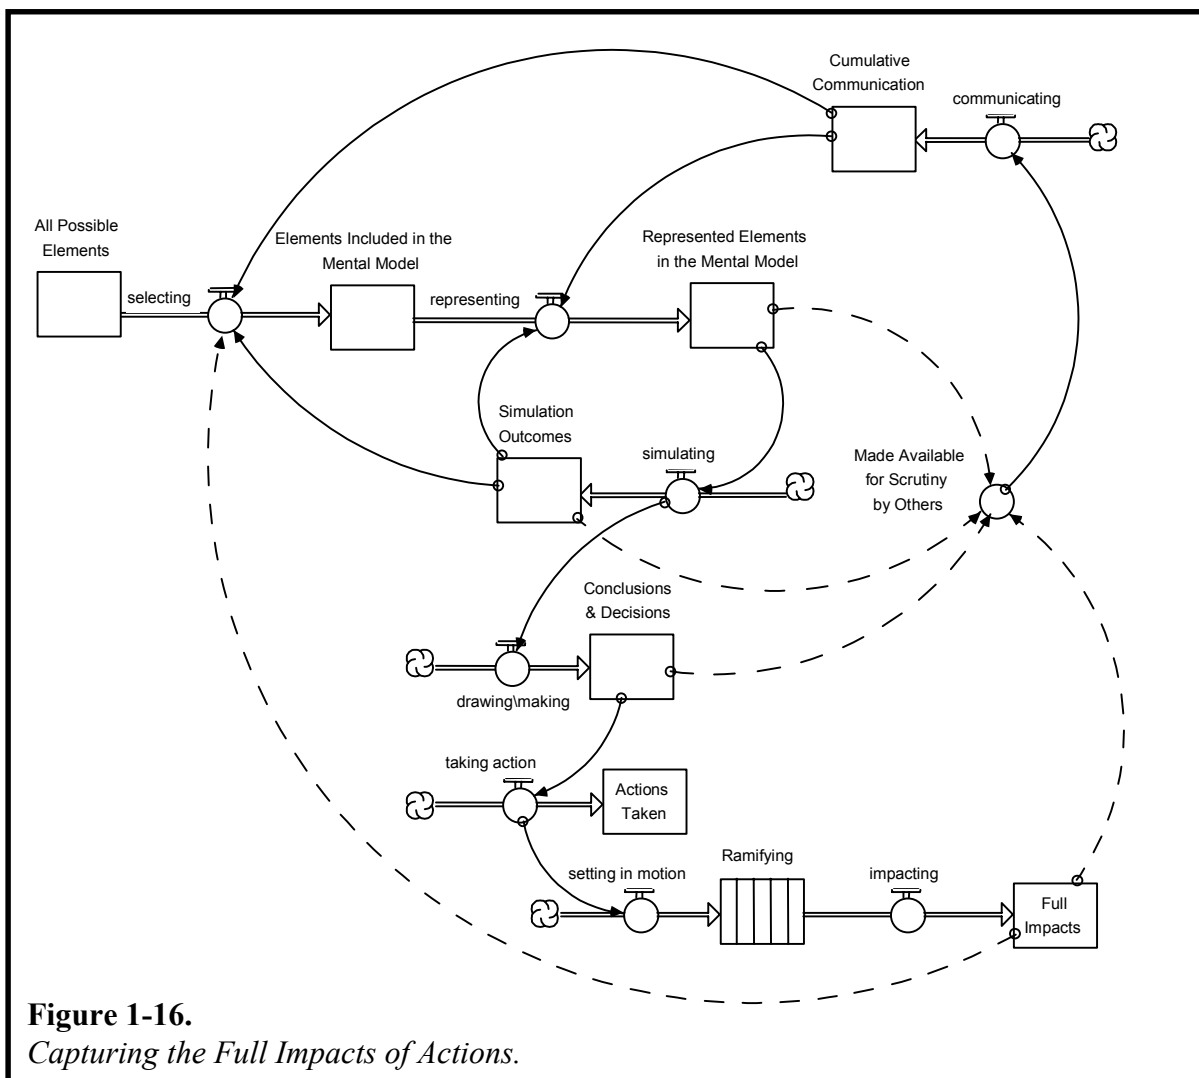 Cumulative
Communication
communicating
All Possible
Elements
Elements Included in the
Mental Model
Represented Elements
in the Mental Model
selecting
representing
Simulation
Outcomes
simulating
Made Available
for Scrutiny
by Others
Conclusions
& Decisions
drawing\making
taking action
Actions
Taken
setting in motion
Ramifying
impacting
Full
Impacts
Figure 1-16.
Capturing the Full Impacts of Actions.